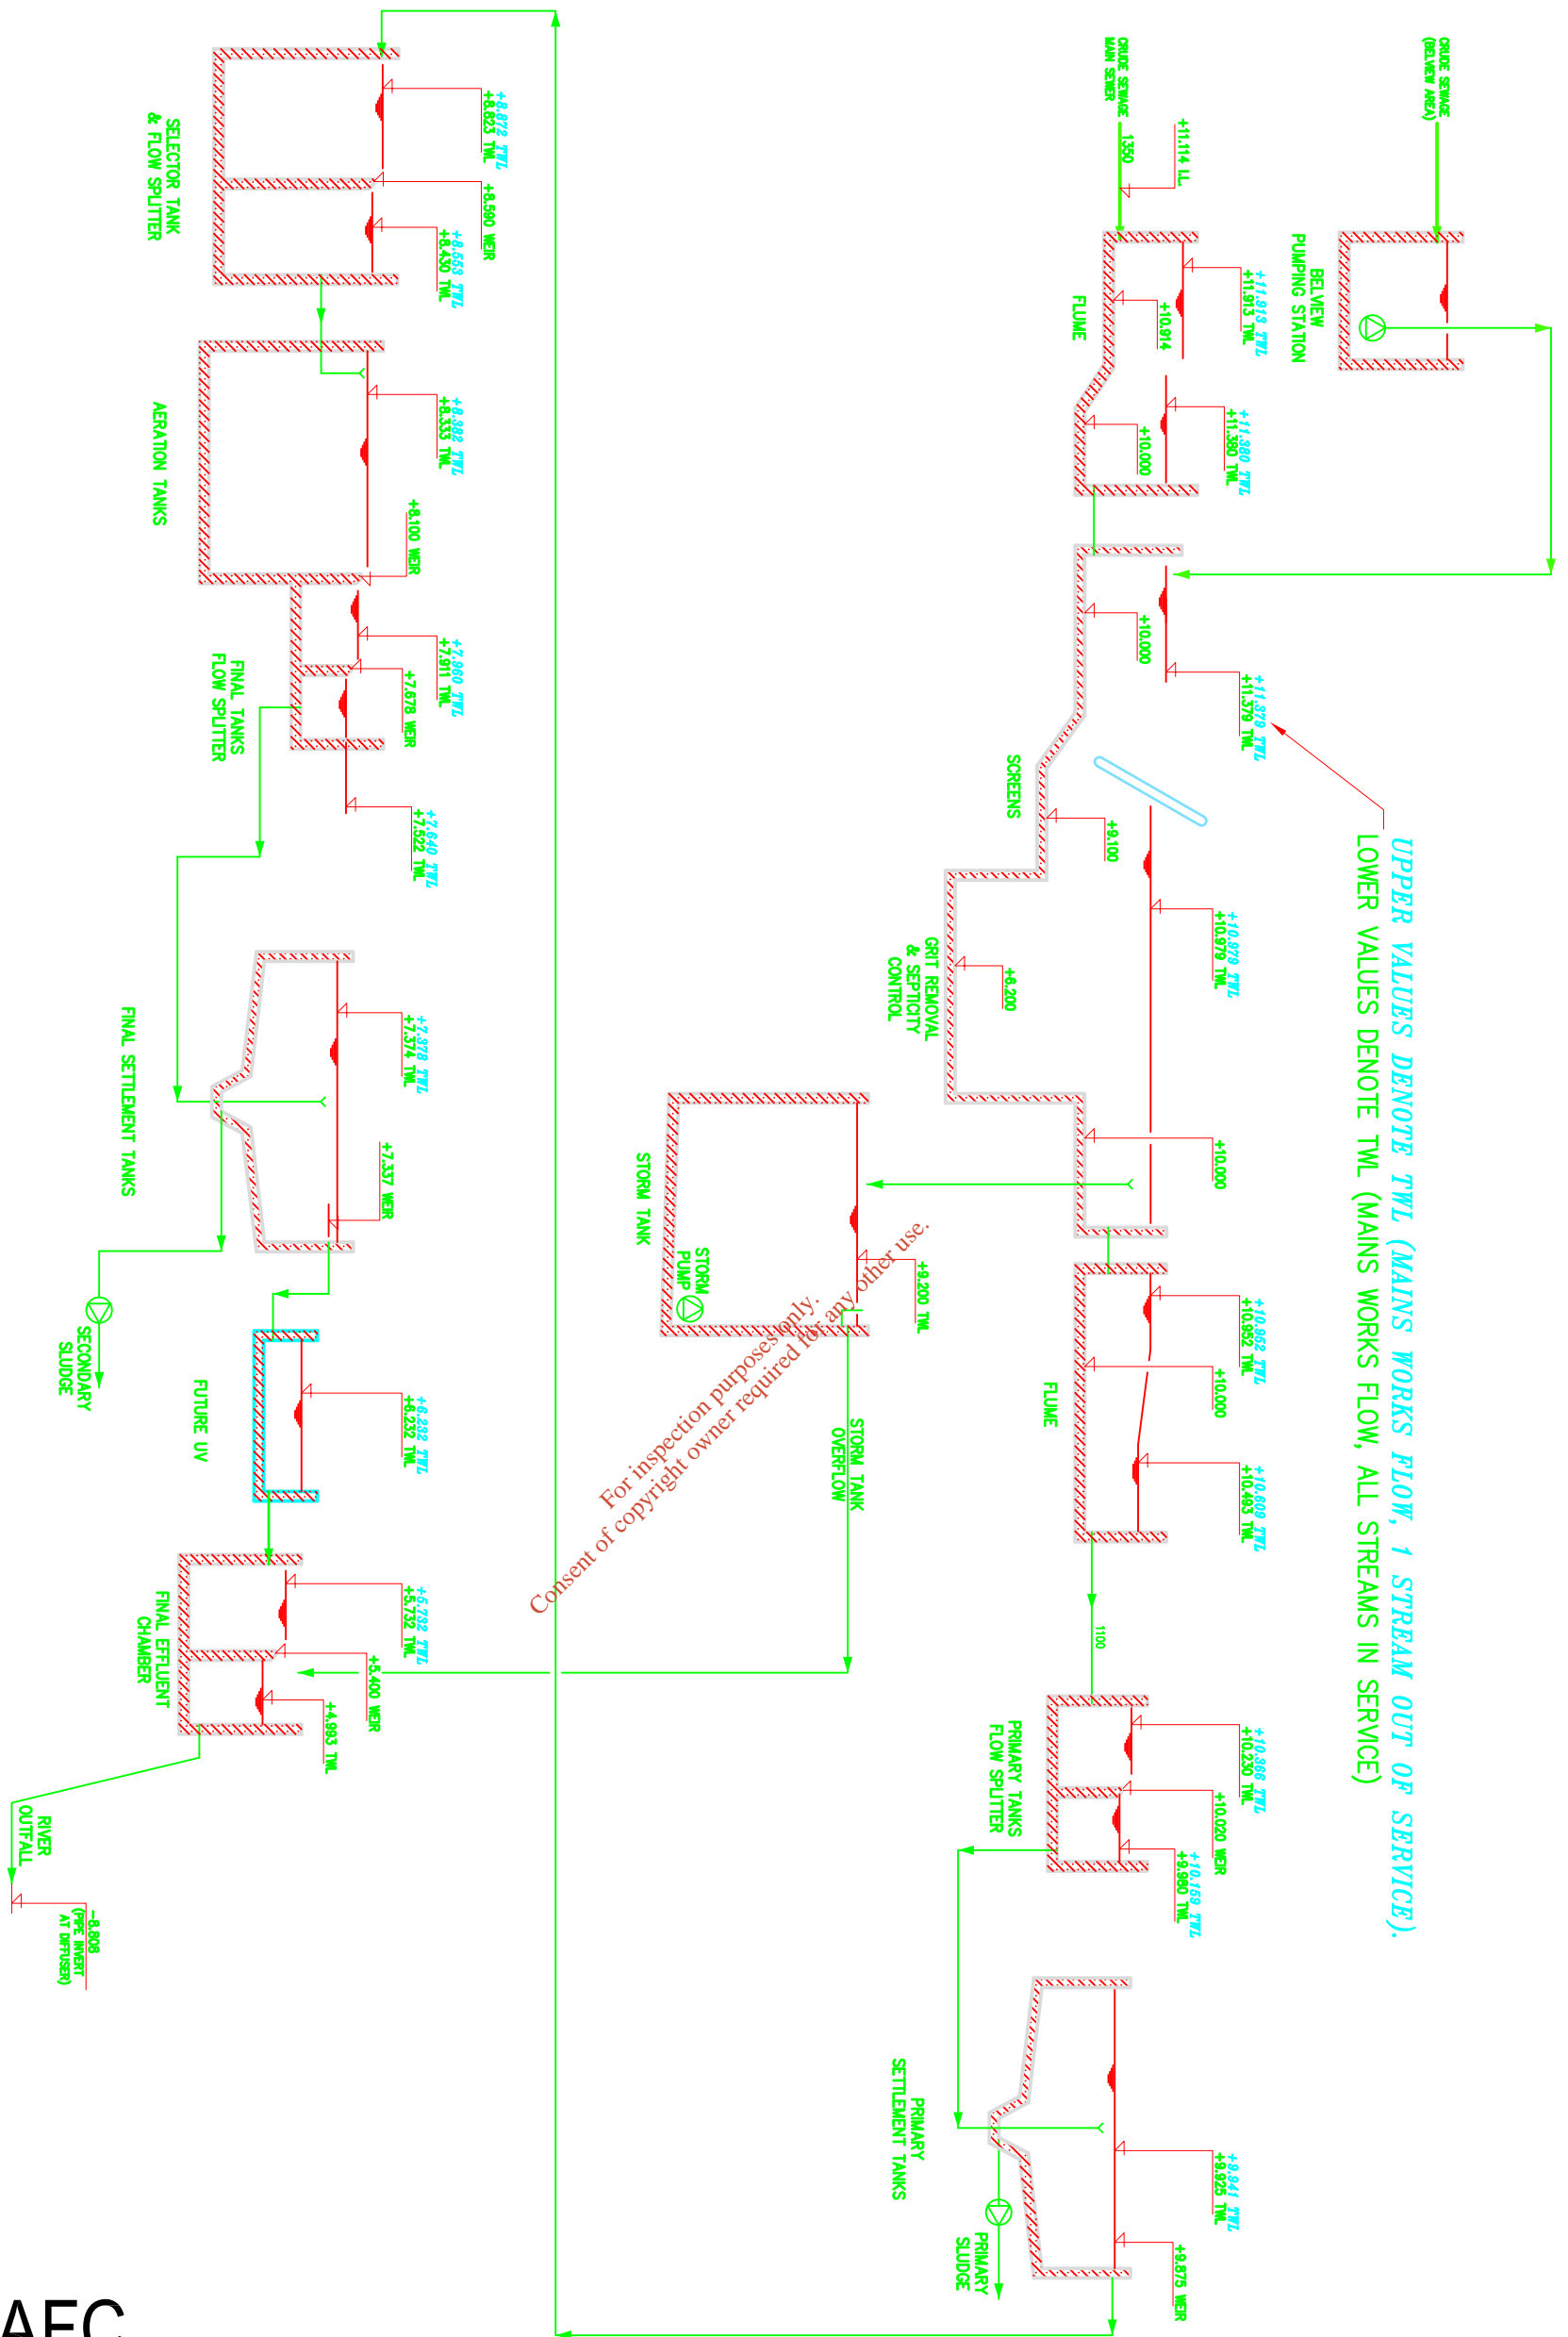 CRUDE SEWAGE
(BELVIEW AREA)
BELVIEW
PUMPING STATION
UPPER VALUES DENOTE TWL (MAINS WORKS FLOW, 1 STREAM OUT OF SERVICE).
LOWER VALUES DENOTE TWL (MAINS WORKS FLOW, ALL STREAMS IN SERVICE)
CRUDE SEWAGE
MAIN SEWER
+11.114 I.L.
1350
+11.913 TWL
+11.913 TWL
+10.914
FLUME
+11.380 TWL
+11.380 TWL
+10.000
+10.000
+11.379 TWL
+11.379 TWL
SCREENS
+9.100
+10.979 TWL
+10.979 TWL
GRIT REMOVAL
& SEPTICITY
CONTROL
+6.200
+10.000
+10.952 TWL
+10.952 TWL
+10.000
FLUME
+10.609 TWL
+10.493 TWL
1100
+10.366 TWL
+10.230 TWL
+10.020 WEIR
+10.159 TWL
+9.980 TWL
PRIMARY TANKS
FLOW SPLITTER
+9.941 TWL
+9.925 TWL
+9.875 WEIR
PRIMARY
SETTLEMENT TANKS
PRIMARY
SLUDGE
STORM TANK
STORM
PUMP
+9.200 TWL
STORM TANK
OVERFLOW
For inspection purposes only.
Consent of copyright owner required for any other use.
+8.872 TWL
+8.823 TWL
+8.590 WEIR
+8.553 TWL
+8.430 TWL
SELECTOR TANK
& FLOW SPLITTER
+8.382 TWL
+8.333 TWL
AERATION TANKS
+8.100 WEIR
+7.960 TWL
+7.911 TWL
+7.678 WEIR
FINAL TANKS
FLOW SPLITTER
+7.640 TWL
+7.522 TWL
+7.378 TWL
+7.374 TWL
+7.337 WEIR
FINAL SETTLEMENT TANKS
SECONDARY
SLUDGE
+6.232 TWL
+6.232 TWL
FUTURE UV
+5.732 TWL
+5.732 TWL
+5.400 WEIR
+4.993 TWL
FINAL EFFLUENT
CHAMBER
RIVER
OUTFALL
-8.808
(PIPE INVERT
AT DIFFUSER)
AFC